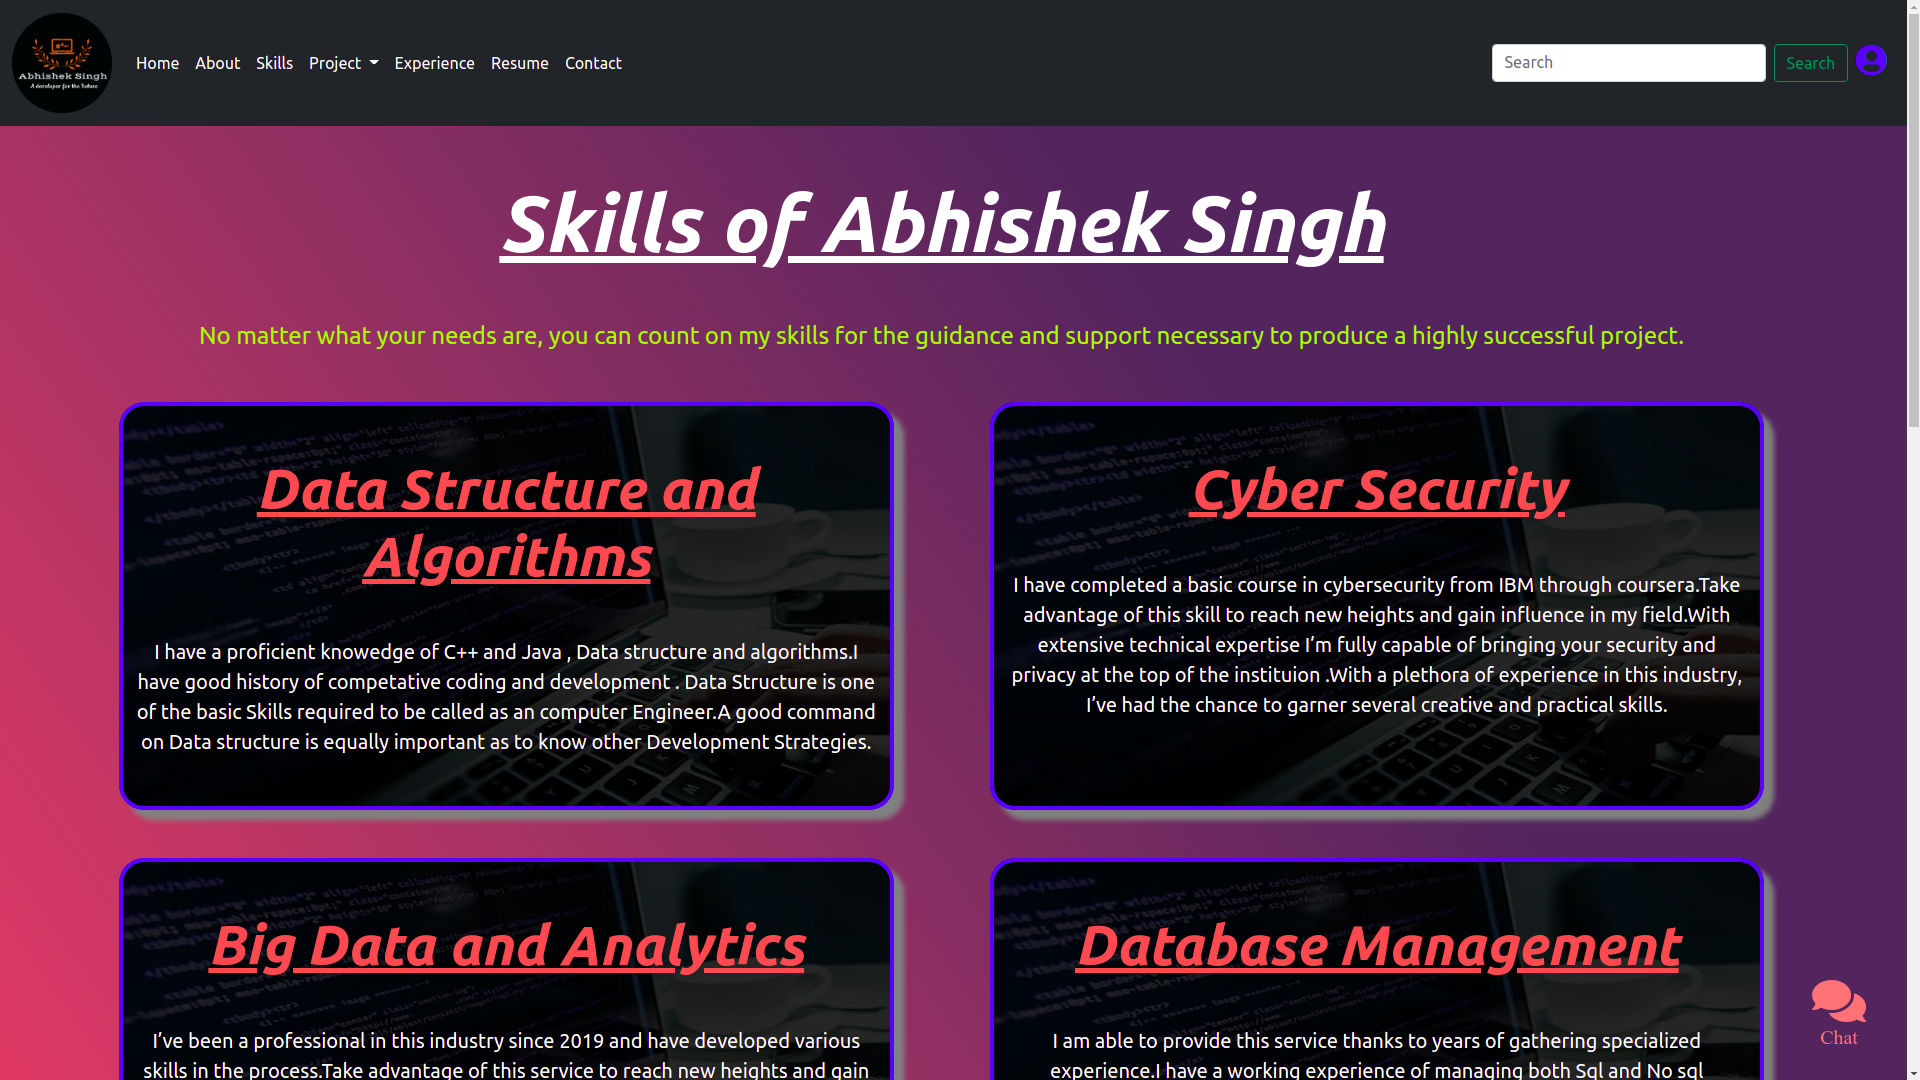 Abhishek Singh
A developer for the future
Home About Skills Project Experience Resume Contact
Search
Search
Skills of Abhishek Singh
No matter what your needs are, you can count on my skills for the guidance and support necessary to produce a highly successful project.
Data Structure and
Algorithms
I have a proficient knowedge of C++ and Java , Data structure and algorithms.I
have good history of competative coding and development . Data Structure is one
of the basic Skills required to be called as an computer Engineer.A good command
on Data structure is equally important as to know other Development Strategies.
Cyber Security
I have completed a basic course in cybersecurity from IBM through coursera.Take
advantage of this skill to reach new heights and gain influence in my field.With
extensive technical expertise I’m fully capable of bringing your security and
privacy at the top of the instituion .With a plethora of experience in this industry,
I’ve had the chance to garner several creative and practical skills.
Big Data and Analytics
I’ve been a professional in this industry since 2019 and have developed various
skills in the process.Take advantage of this service to reach new heights and gain
Database Management
I am able to provide this service thanks to years of gathering specialized
experience.I have a working experience of managing both Sql and No sql
Chat